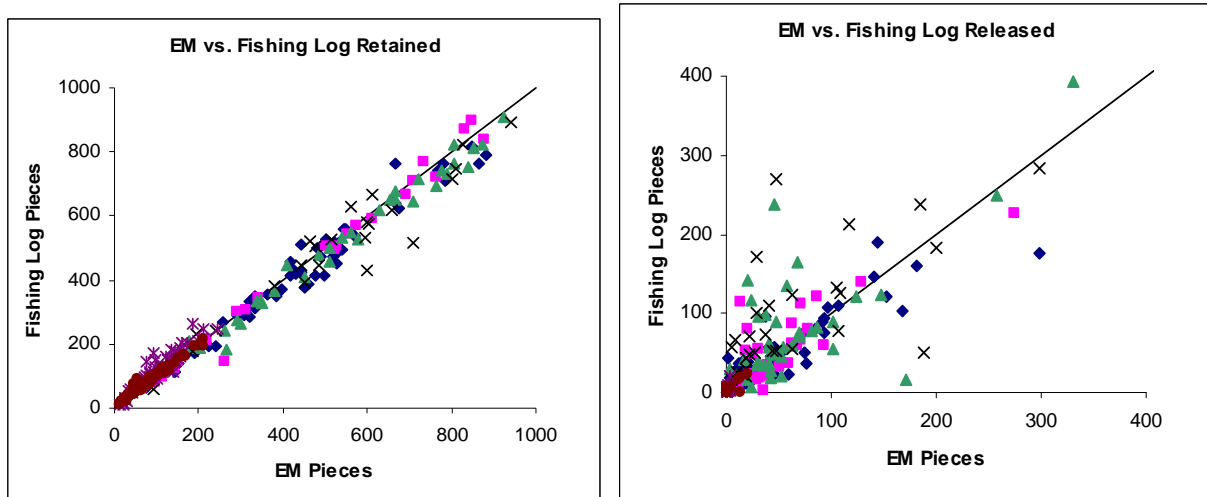 EM vs. Fishing Log Retained
Fishing Log Pieces
1000
800
600
400
200
0
0 200 400 600 800 1000
EM Pieces
EM vs. Fishing Log Released
Fishing Log Pieces
400
300
200
100
0
0 100 200 300 400
EM Pieces